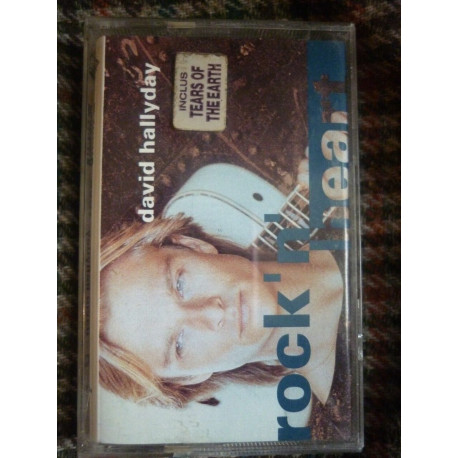 david hallyday
INCLUS :
TEARS OF
THE EARTH
rock'n'
heart